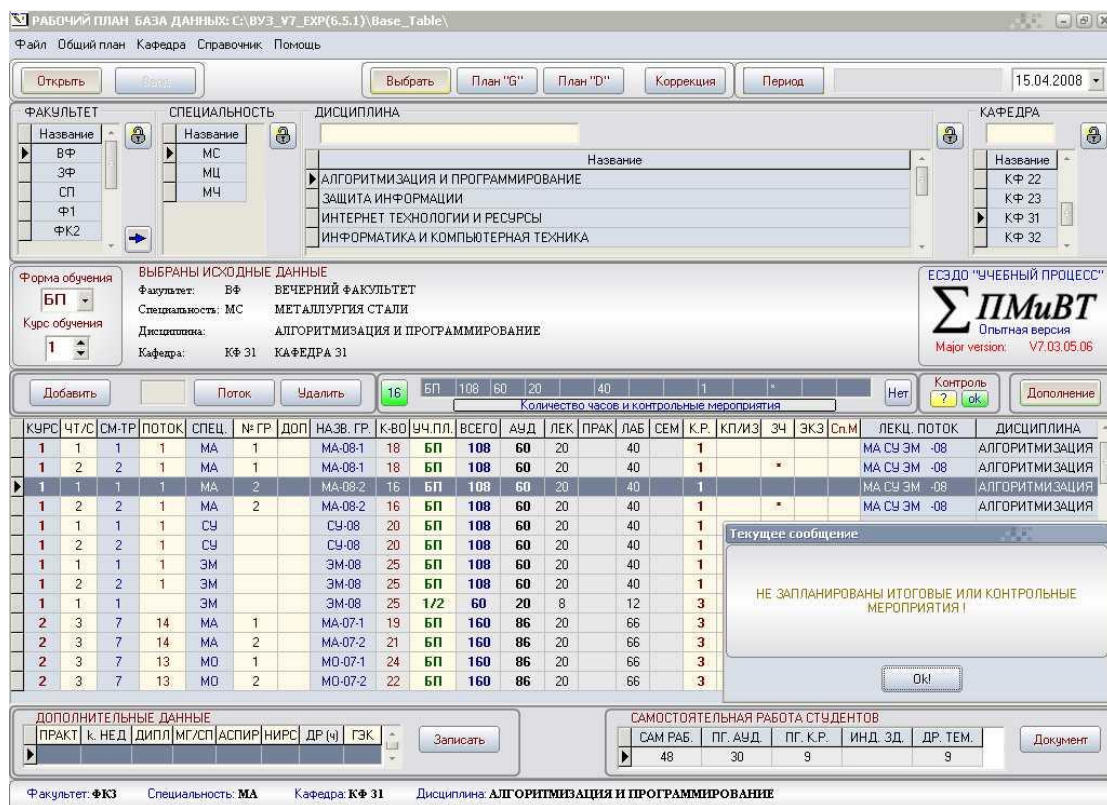 РАБОЧИЙ ПЛАН БАЗА ДАННЫХ: C:\ВУЗ_V7_EXP(6.5.1)\Base_Table\
Файл Общий план Кафедра Справочник Помощь
Открыть Выбрать План "G" План "D" Коррекция Период 15.04.2008
ФАКУЛЬТЕТ СПЕЦИАЛЬНОСТЬ ДИСЦИПЛИНА КАФЕДРА
Название Название Название Название
ВФ МС АЛГОРИТМИЗАЦИЯ И ПРОГРАММИРОВАНИЕ КФ 22
ЗФ МЦ ЗАЩИТА ИНФОРМАЦИИ КФ 23
СП МЧ ИНТЕРНЕТ ТЕХНОЛОГИИ И РЕСУРСЫ КФ 31
Ф1 ИНФОРМАТИКА И КОМПЬЮТЕРНАЯ ТЕХНИКА КФ 32
ФК2
Форма обучения
БП
Курс обучения
1
ВЫБРАНЫ ИСХОДНЫЕ ДАННЫЕ
Факультет: ВФ ВЕЧЕРНИЙ ФАКУЛЬТЕТ
Специальность: МС МЕТАЛЛУРГИЯ СТАЛИ
Дисциплина: АЛГОРИТМИЗАЦИЯ И ПРОГРАММИРОВАНИЕ
Кафедра: КФ 31 КАФЕДРА 31
ЕСЭДО "УЧЕБНЫЙ ПРОЦЕСС"
∑ ПМиВТ
Опытная версия
Major version: V7.03.05.06
Добавить Поток Удалить 16 БП 108 60 20 40 1 * Нет Контроль ? ok Дополнение
Количество часов и контрольные мероприятия
КУРС ЧТ/С СМ-ТР ПОТОК СПЕЦ. № ГР ДОП НАЗВ. ГР. К-ВО УЧ.ПЛ. ВСЕГО АУД ЛЕК ПРАК ЛАБ СЕМ К.Р. КП/ИЗ ЗЧ ЭКЗ Сп.М ЛЕКЦ. ПОТОК ДИСЦИПЛИНА
1 1 1 1 МА 1 МА-08-1 18 БП 108 60 20 40 1 МА СУ ЭМ -08 АЛГОРИТМИЗАЦИЯ
1 2 2 1 МА 1 МА-08-1 18 БП 108 60 20 40 1 * МА СУ ЭМ -08 АЛГОРИТМИЗАЦИЯ
1 1 1 1 МА 2 МА-08-2 16 БП 108 60 20 40 1 МА СУ ЭМ -08 АЛГОРИТМИЗАЦИЯ
1 2 2 1 МА 2 МА-08-2 16 БП 108 60 20 40 1 * МА СУ ЭМ -08 АЛГОРИТМИЗАЦИЯ
1 1 1 1 СУ СУ-08 20 БП 108 60 20 40 1
1 2 2 1 СУ СУ-08 20 БП 108 60 20 40 1
1 1 1 1 ЭМ ЭМ-08 25 БП 108 60 20 40 1
1 2 2 1 ЭМ ЭМ-08 25 БП 108 60 20 40 1
1 1 1 ЭМ ЭМ-08 25 1/2 60 20 8 12 3
2 3 7 14 МА 1 МА-07-1 19 БП 160 86 20 66 3
2 3 7 14 МА 2 МА-07-2 21 БП 160 86 20 66 3
2 3 7 13 МО 1 МО-07-1 24 БП 160 86 20 66 3
2 3 7 13 МО 2 МО-07-2 22 БП 160 86 20 66 3
Текущее сообщение
НЕ ЗАПЛАНИРОВАНЫ ИТОГОВЫЕ ИЛИ КОНТРОЛЬНЫЕ
МЕРОПРИЯТИЯ !
Ok!
ДОПОЛНИТЕЛЬНЫЕ ДАННЫЕ
ПРАКТ к. НЕД ДИПЛ МГ/СП АСПИР НИРС ДР (ч) ГЭК
Записать
САМОСТОЯТЕЛЬНАЯ РАБОТА СТУДЕНТОВ
САМ РАБ. ПГ. АУД. ПГ. К.Р. ИНД. ЗД. ДР. ТЕМ.
48 30 9 9
Документ
Факультет: ФК3 Специальность: МА Кафедра: КФ 31 Дисциплина: АЛГОРИТМИЗАЦИЯ И ПРОГРАММИРОВАНИЕ